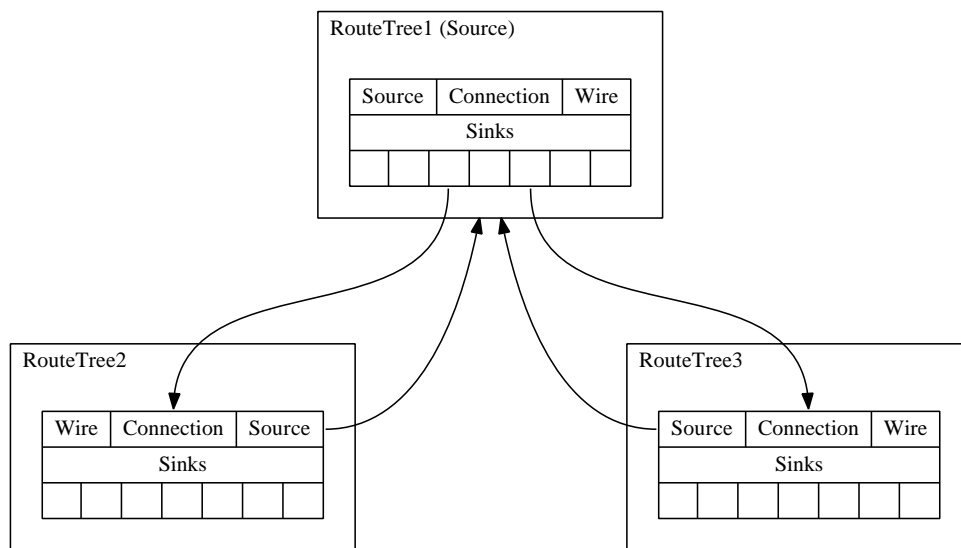 RouteTree1 (Source)
Source Connection Wire
Sinks
RouteTree2
Wire Connection Source
Sinks
RouteTree3
Source Connection Wire
Sinks